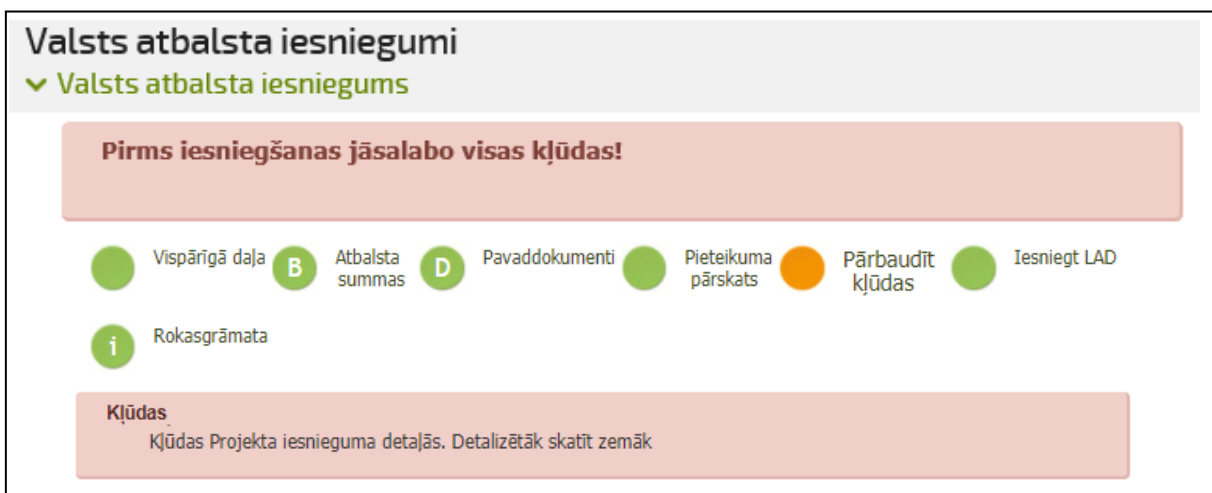 Valsts atbalsta iesniegumi
Valsts atbalsta iesniegums
Pirms iesniegšanas jāsalabo visas kļūdas!
Vispārīgā daļa
B
Atbalsta
summas
D
Pavaddokumenti
Pieteikuma
pārskats
Pārbaudīt
kļūdas
Iesniegt LAD
i
Rokasgrāmata
Kļūdas
Kļūdas Projekta iesnieguma detaļās. Detalizētāk skatīt zemāk